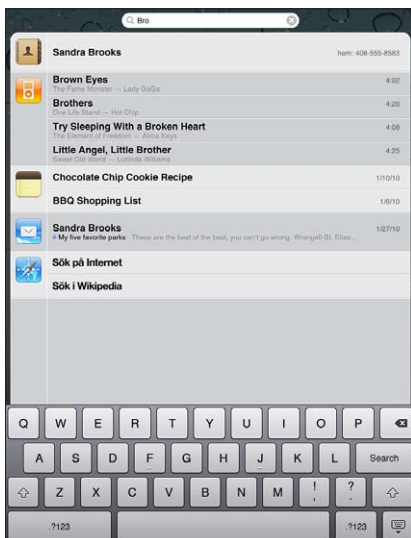 Bro
Sandra Brooks hem: 408-555-8583
Brown Eyes 4:02
The Fame Monster — Lady GaGa
Brothers 4:20
One Life Stand — Hot Chip
Try Sleeping With a Broken Heart 4:08
The Element of Freedom — Alicia Keys
Little Angel, Little Brother 4:25
Sweet Old World — Lucinda Williams
Chocolate Chip Cookie Recipe 1/10/10
BBQ Shopping List 1/6/10
Sandra Brooks 1/27/10
My five favorite parks These are the best of the best, you can't go wrong. Wrangell-St. Elias...
Sök på Internet
Sök i Wikipedia
Q W E R T Y U I O P
A S D F G H J K L Search
Z X C V B N M ! , ? .
.?123 .?123